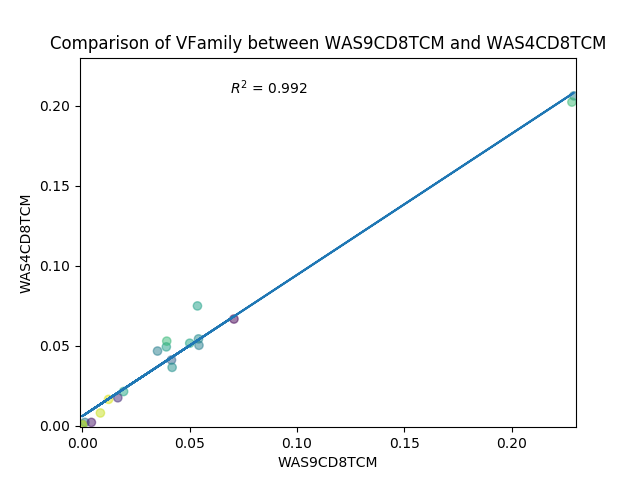 Comparison of VFamily between WAS9CD8TCM and WAS4CD8TCM
R² = 0.992
0.20
0.15
0.10
0.05
0.00
WAS4CD8TCM
0.00 0.05 0.10 0.15 0.20
WAS9CD8TCM